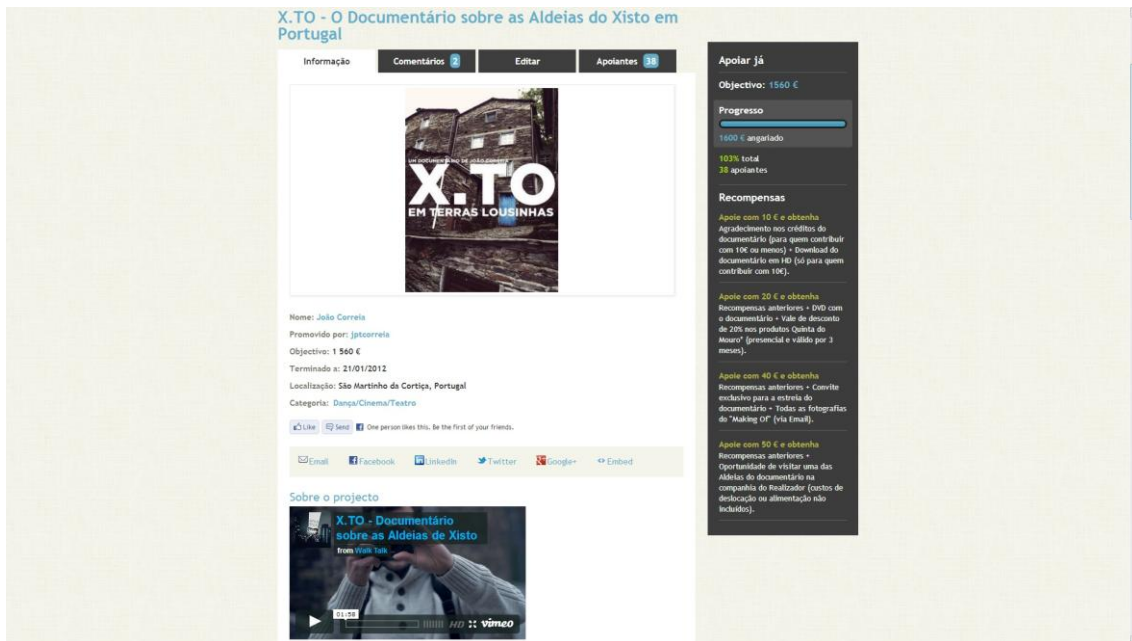 X.TO - O Documentário sobre as Aldeias do Xisto em
Portugal
Informação
Comentários 2
Editar
Apoiantes 38
UM DOCUMENTÁRIO DE JOÃO CORREIA
X.TO
EM TERRAS LOUSINHAS
Nome: João Correia
Promovido por: jptcorreia
Objectivo: 1 560 €
Terminado a: 21/01/2012
Localização: São Martinho da Cortiça, Portugal
Categoria: Dança/Cinema/Teatro
Like Send One person likes this. Be the first of your friends.
Email Facebook LinkedIn Twitter Google+ Embed
Sobre o projecto
X.TO - Documentário
sobre as Aldeias de Xisto
from Walk Talk
01:58
HD vimeo
Apoiar já
Objectivo: 1560 €
Progresso
1600 € angariado
103% total
38 apoiantes
Recompensas
Apoie com 10 € e obtenha
Agradecimento nos créditos do
documentário (para quem contribuir
com 10€ ou menos) + Download do
documentário em HD (só para quem
contribuir com 10€).
Apoie com 20 € e obtenha
Recompensas anteriores + DVD com
o documentário + Vale de desconto
de 20% nos produtos Quinta do
Mouro* (presencial e válido por 3
meses).
Apoie com 40 € e obtenha
Recompensas anteriores + Convite
exclusivo para a estreia do
documentário + Todas as fotografias
do "Making Of" (via Email).
Apoie com 50 € e obtenha
Recompensas anteriores +
Oportunidade de visitar uma das
Aldeias do documentário na
companhia do Realizador (custos de
deslocação ou alimentação não
incluídos).